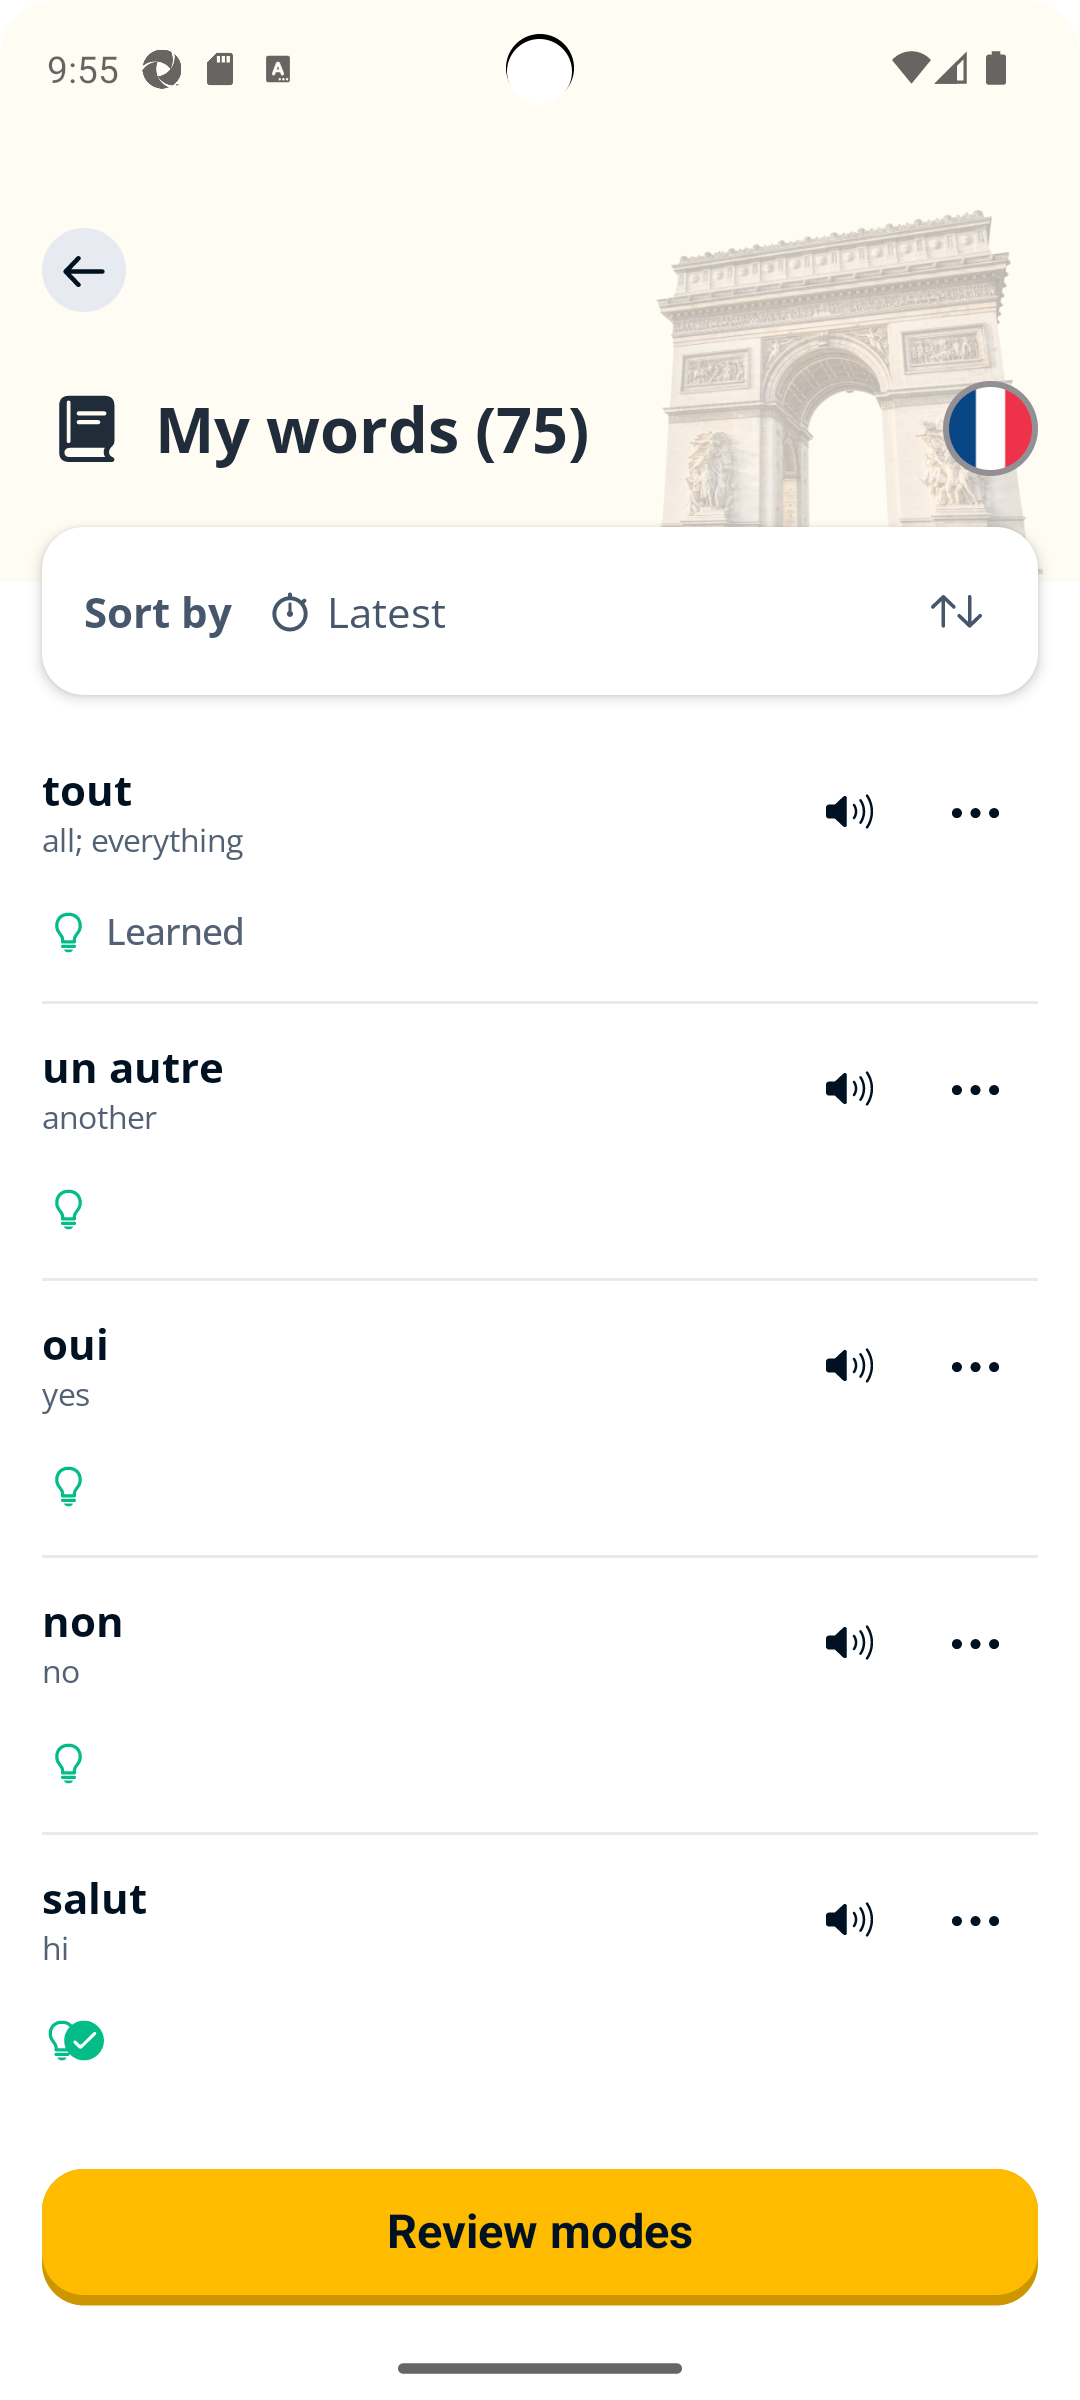 9:55
My words (75)
Sort by Latest
tout
all; everything
Learned
un autre
another
oui
yes
non
no
salut
hi
Review modes